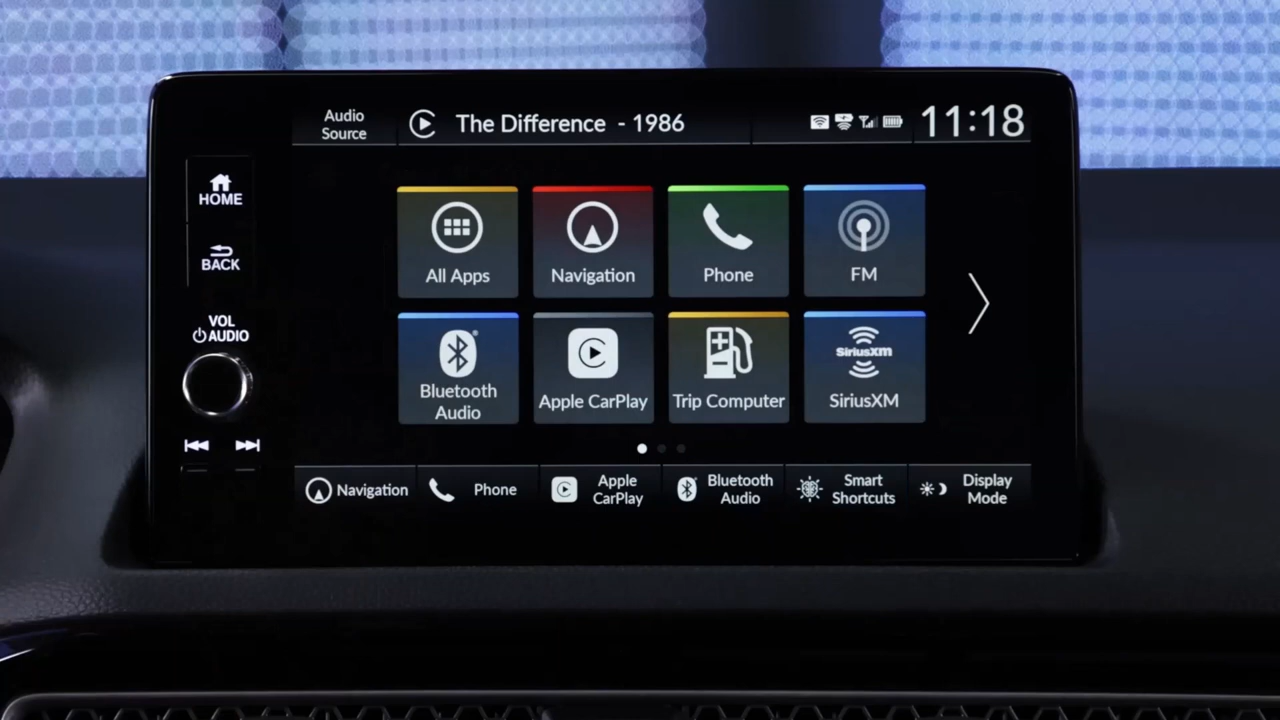 Audio
Source
The Difference - 1986
11:18
HOME
BACK
VOL
AUDIO
All Apps
Navigation
Phone
FM
Bluetooth
Audio
Apple CarPlay
Trip Computer
SiriusXM
SiriusXM
Navigation
Phone
Apple
CarPlay
Bluetooth
Audio
Smart
Shortcuts
Display
Mode